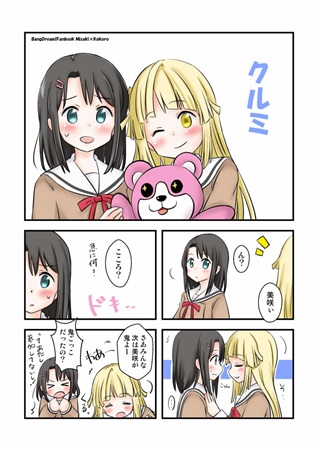 BanGDream!Fanbook Misaki×Kokoro
クルミ
美咲ぃ
ん?
こころ?
急に何?
ドキ‥
さあみんな
次は美咲が
鬼よー
わぁー
鬼ごっこ
だったの?